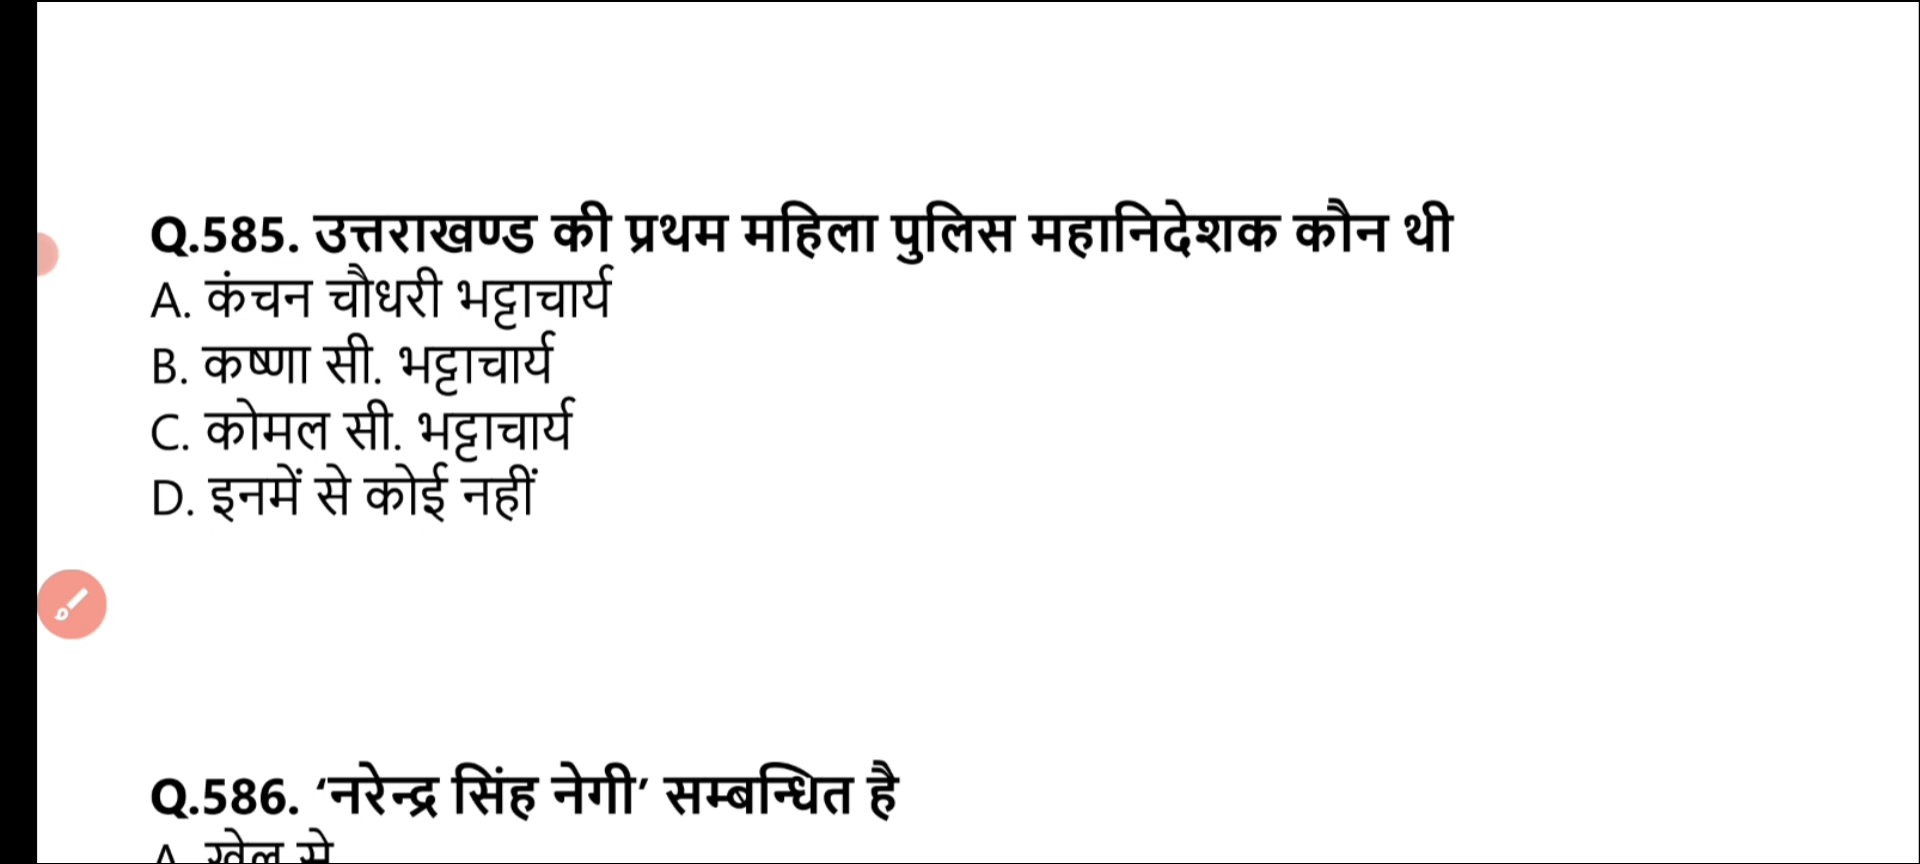 Q.585. उत्तराखण्ड की प्रथम महिला पुलिस महानिदेशक कौन थी
A. कंचन चौधरी भट्टाचार्य
B. कष्णा सी. भट्टाचार्य
C. कोमल सी. भट्टाचार्य
D. इनमें से कोई नहीं
Q.586. ‘नरेन्द्र सिंह नेगी’ सम्बन्धित है
A. खेल से